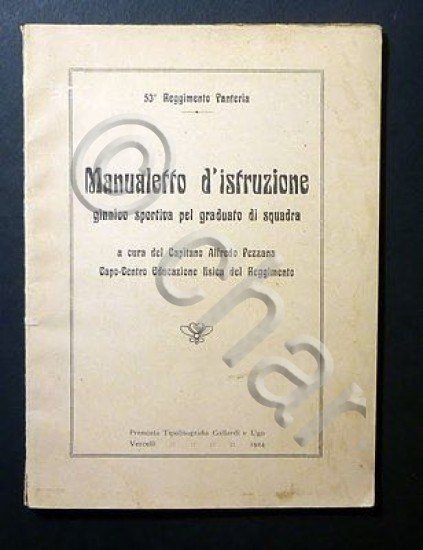 53° Reggimento Fanteria
Manualetto d'istruzione
ginnico sportiva pel graduato di squadra
a cura del Capitano Alfredo Pezzana
Capo-Centro Educazione fisica del Reggimento
Premiata Tipolitografia Gallardi e Ugo
Vercelli
© char